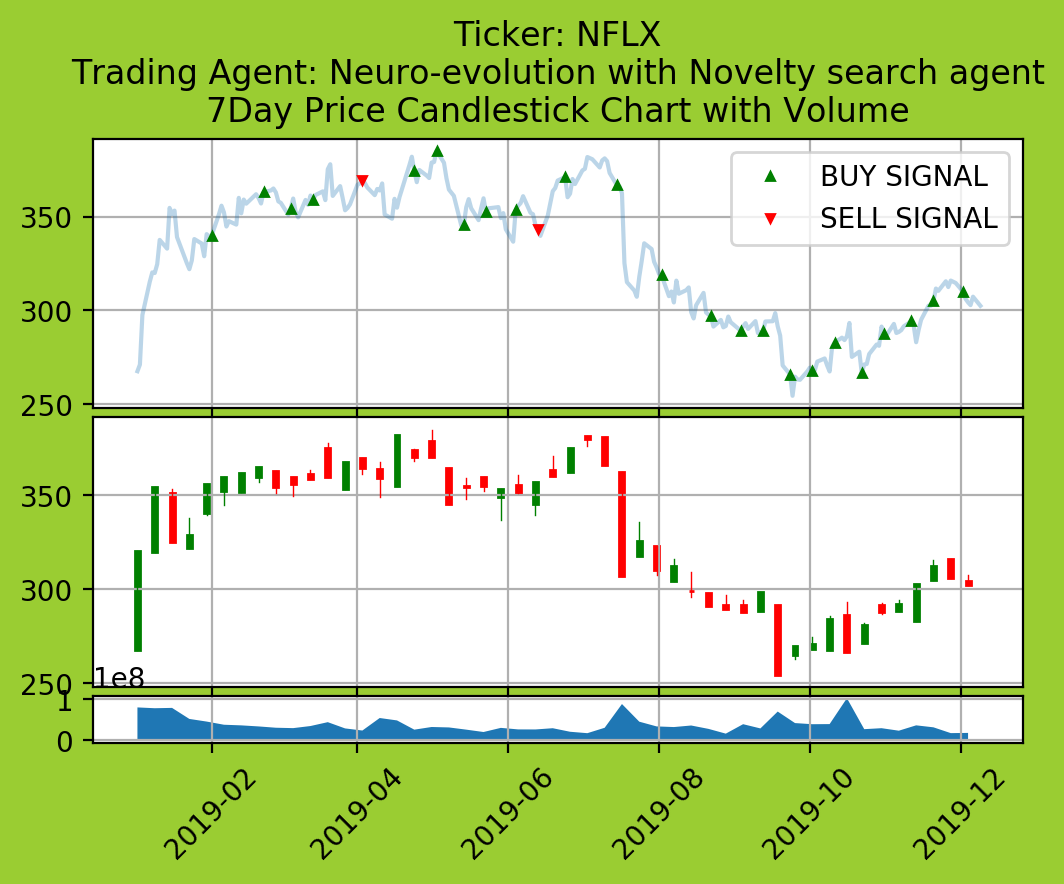 Ticker: NFLX
Trading Agent: Neuro-evolution with Novelty search agent
7Day Price Candlestick Chart with Volume
BUY SIGNAL
SELL SIGNAL
350
300
250
350
300
250
1e8
1
0
2019-02
2019-04
2019-06
2019-08
2019-10
2019-12